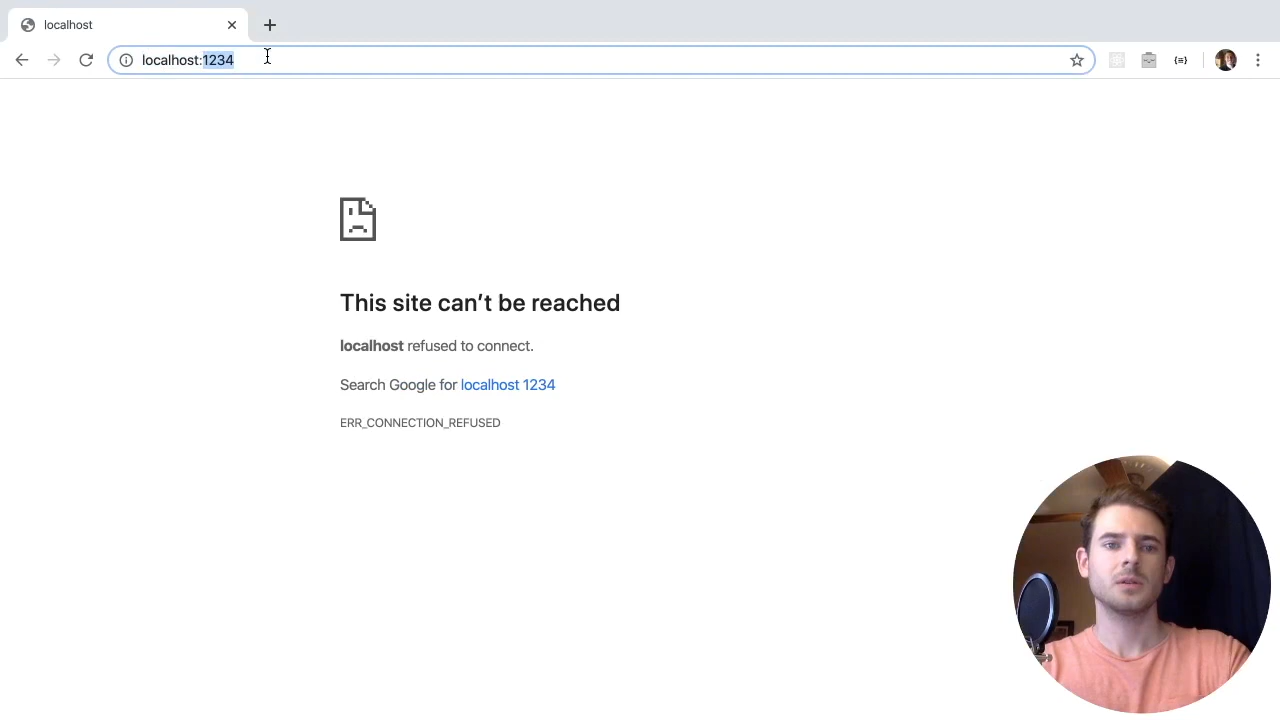 localhost
localhost:1234
{=}
This site can't be reached
localhost refused to connect.
Search Google for localhost 1234
ERR_CONNECTION_REFUSED